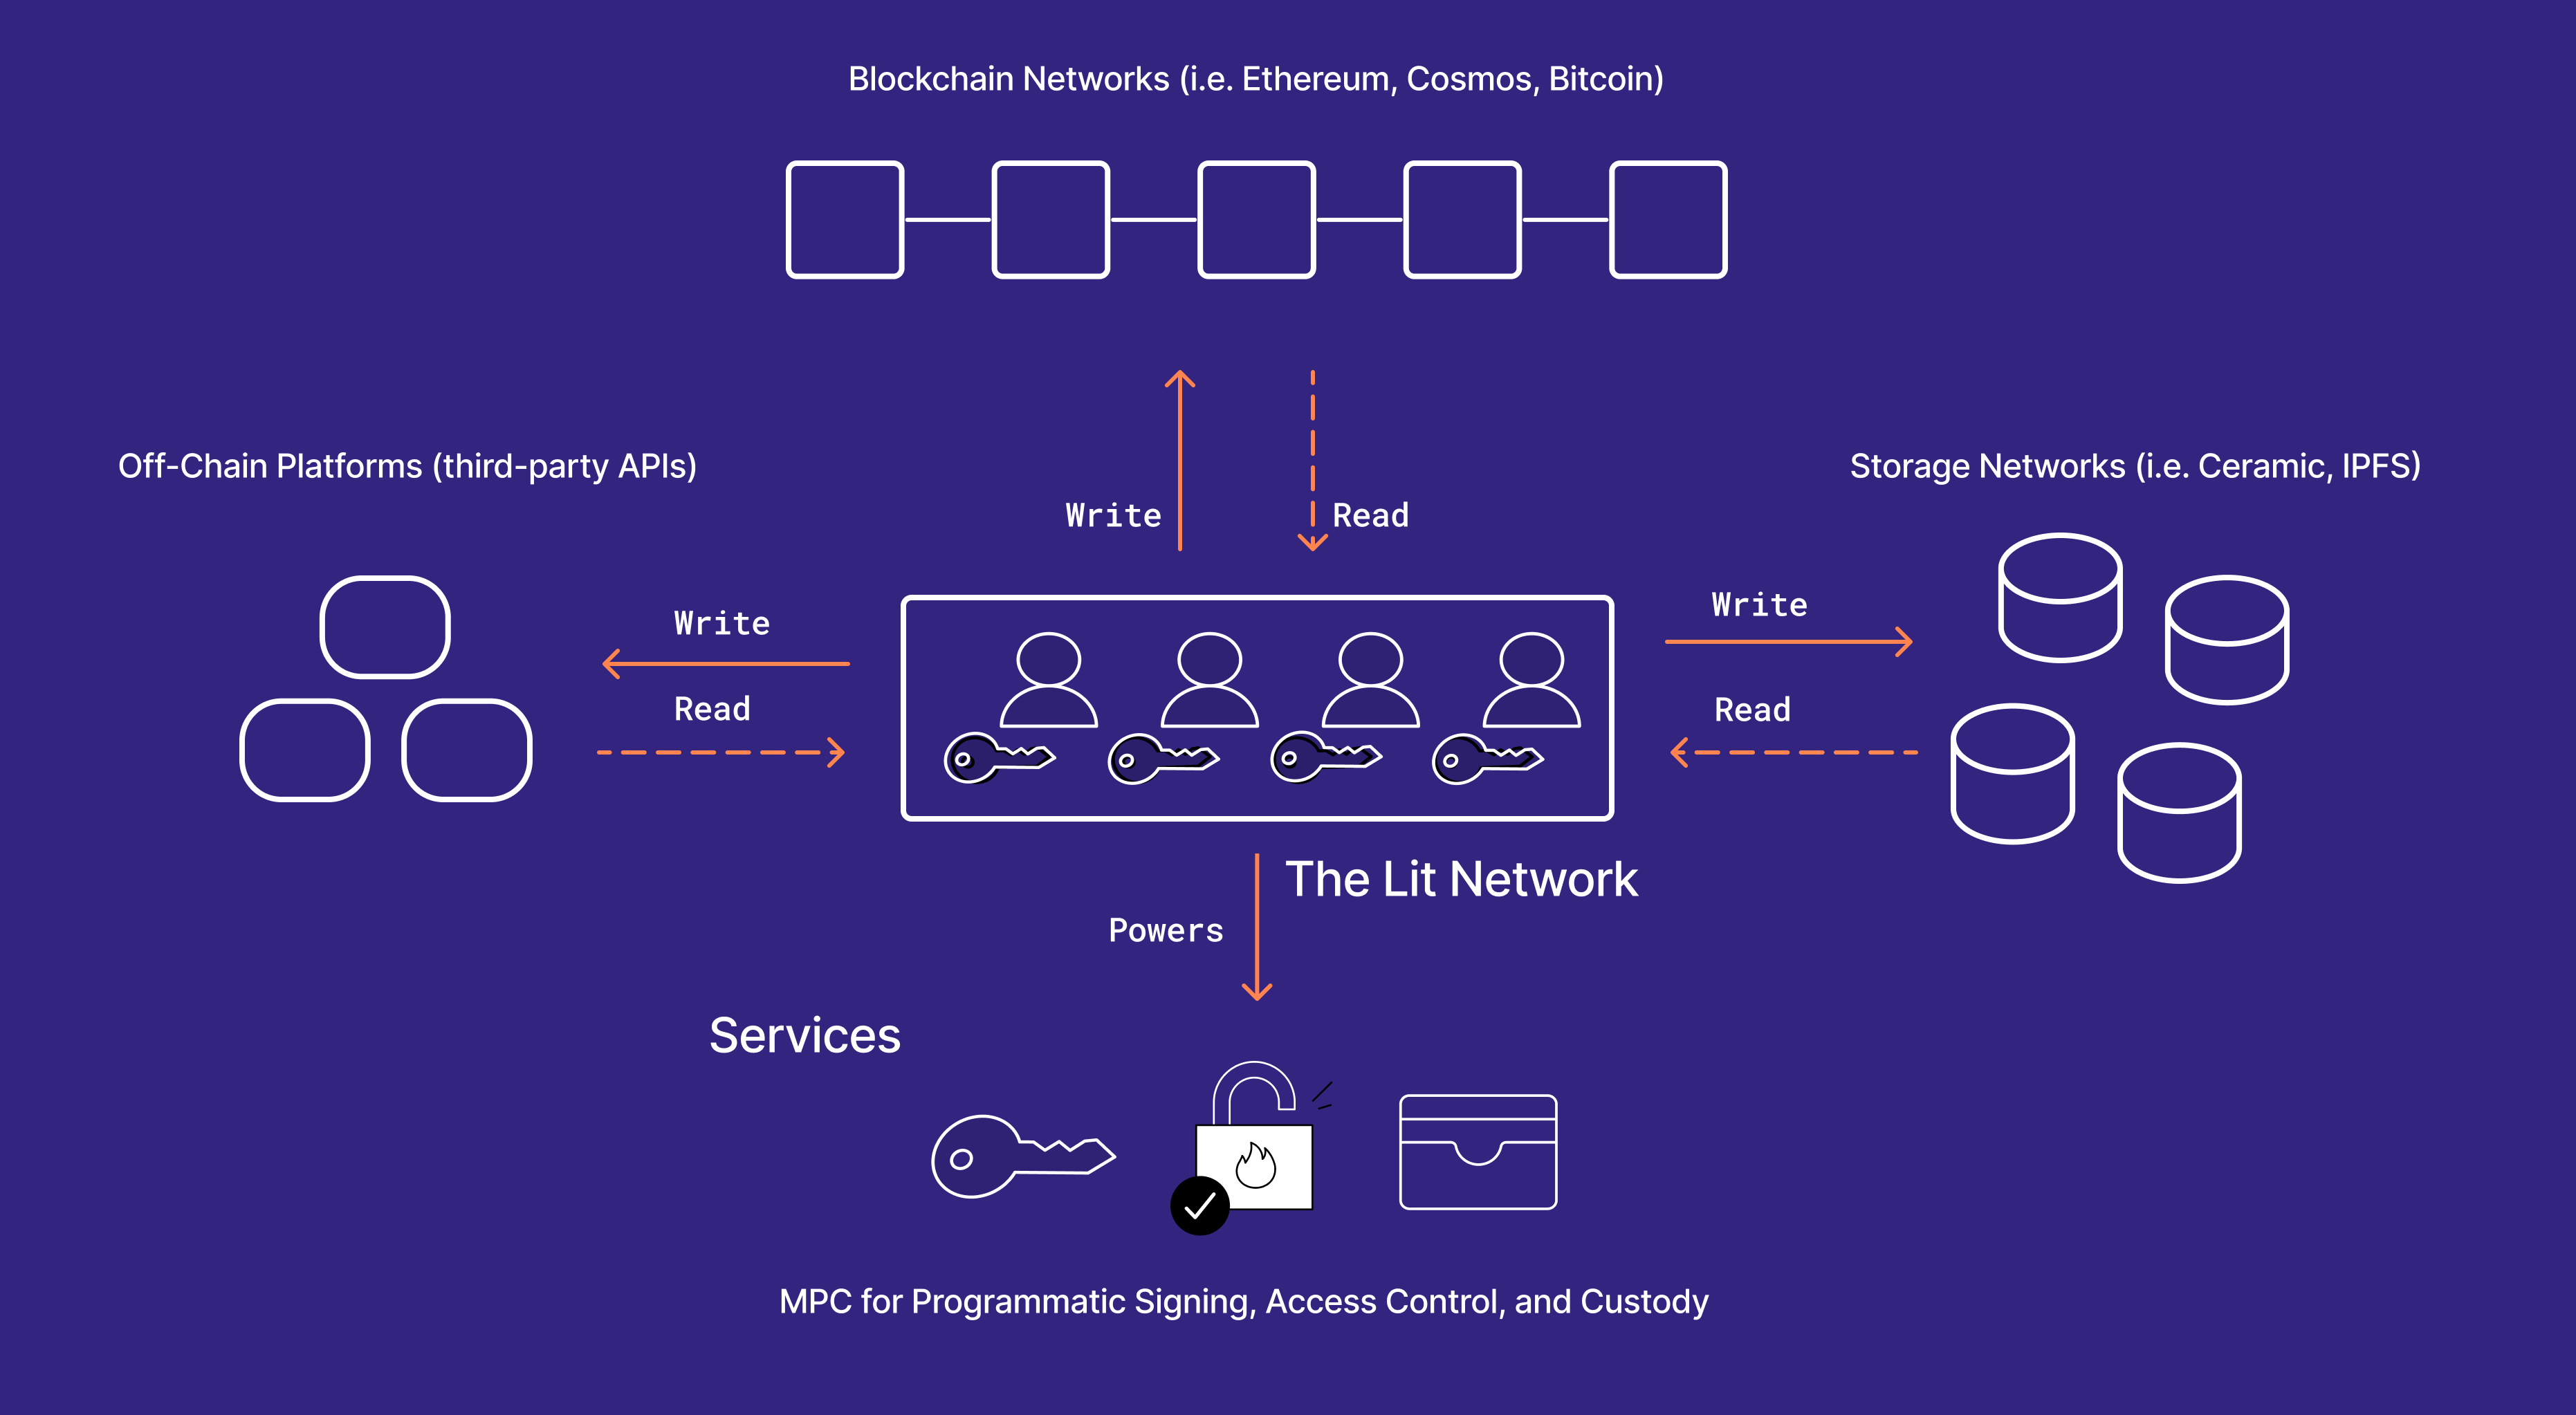 Blockchain Networks (i.e. Ethereum, Cosmos, Bitcoin)
Off-Chain Platforms (third-party APIs)
Storage Networks (i.e. Ceramic, IPFS)
Write
Read
Write
Read
Write
Read
The Lit Network
Powers
Services
MPC for Programmatic Signing, Access Control, and Custody